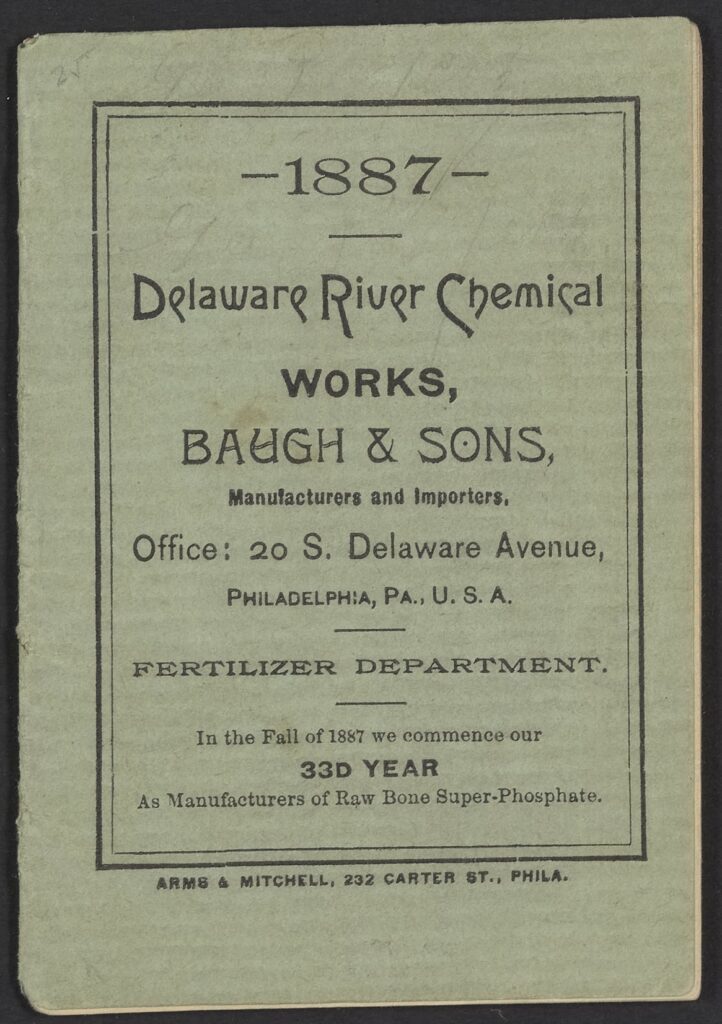 25
–1887–
Delaware River Chemical
WORKS,
BAUGH & SONS,
Manufacturers and Importers,
Office: 20 S. Delaware Avenue,
PHILADELPHIA, PA., U. S. A.
FERTILIZER DEPARTMENT.
In the Fall of 1887 we commence our
33D YEAR
As Manufacturers of Raw Bone Super-Phosphate.
ARMS & MITCHELL, 232 CARTER ST., PHILA.